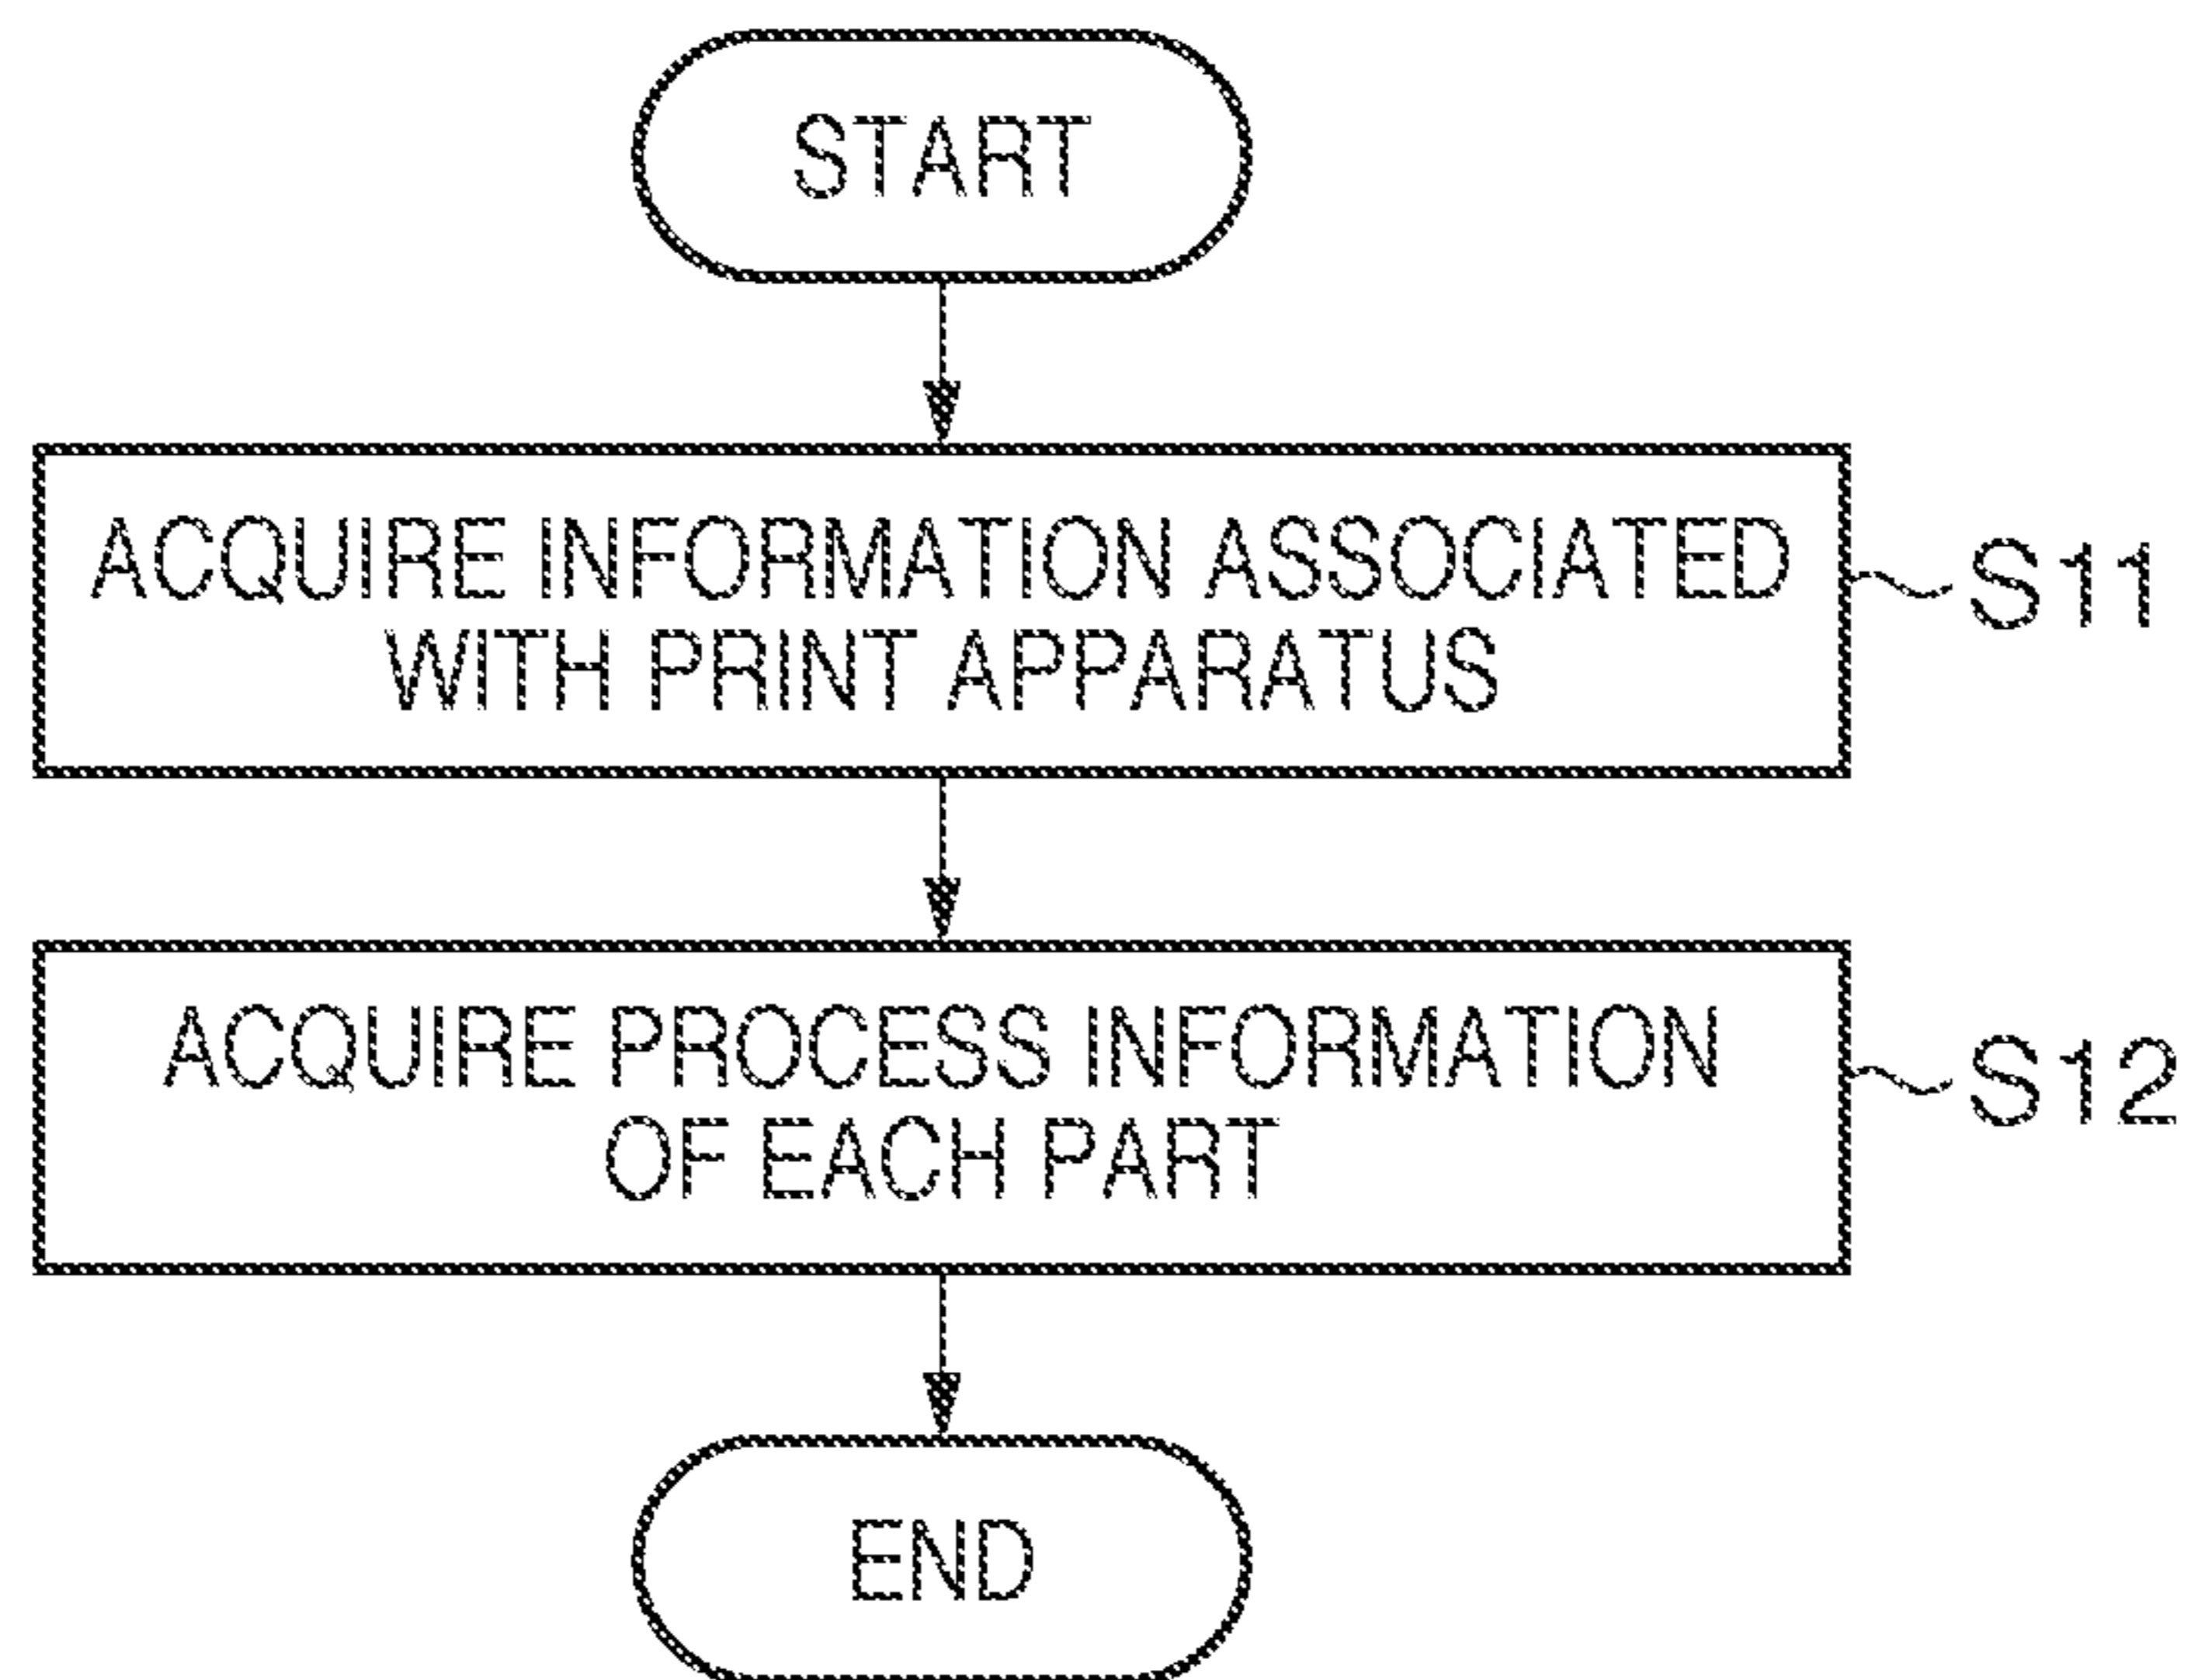 START
ACQUIRE INFORMATION ASSOCIATED
WITH PRINT APPARATUS
S11
ACQUIRE PROCESS INFORMATION
OF EACH PART
S12
END